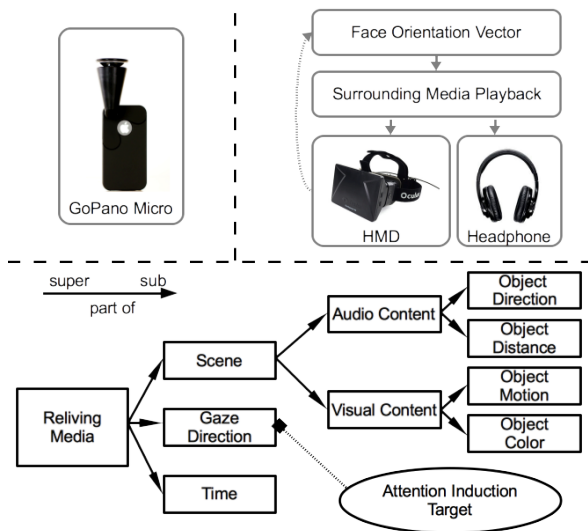 GoPano Micro
Face Orientation Vector
Surrounding Media Playback
Oculus
HMD
Headphone
super
sub
part of
Reliving
Media
Scene
Gaze
Direction
Time
Audio Content
Visual Content
Object
Direction
Object
Distance
Object
Motion
Object
Color
Attention Induction
Target